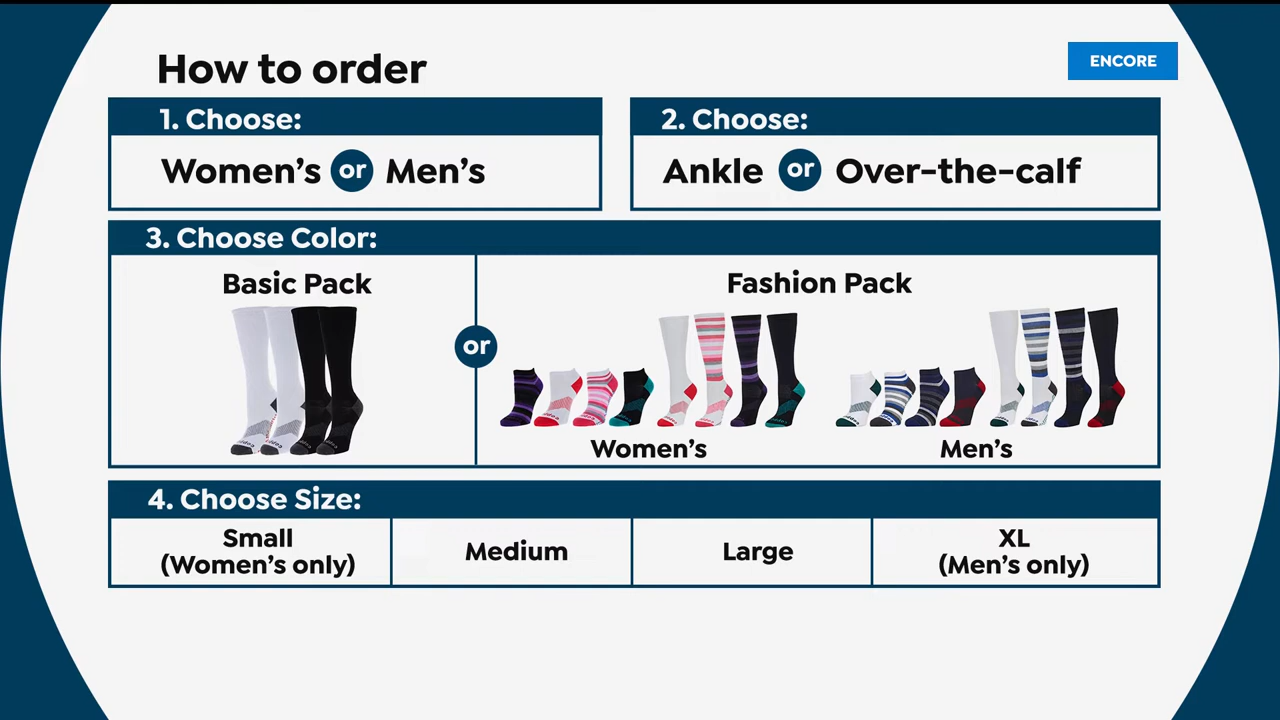 How to order
ENCORE
1. Choose:
Women's or Men's
2. Choose:
Ankle or Over-the-calf
3. Choose Color:
Basic Pack
or
Fashion Pack
Women's
Men's
4. Choose Size:
Small
(Women's only)
Medium
Large
XL
(Men's only)